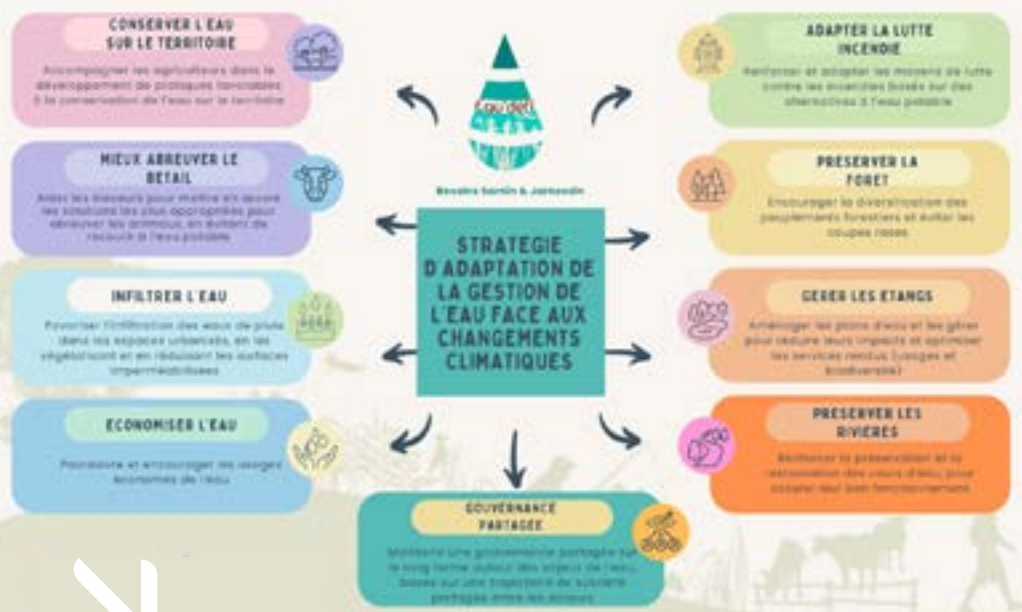 CONSERVER L'EAU
SUR LE TERRITOIRE
Accompagner les agriculteurs dans le
développement de pratiques favorables
à la conservation de l'eau sur le territoire
MIEUX ABREUVER LE
BETAIL
Aider les éleveurs pour mettre en œuvre
les solutions les plus appropriées pour
abreuver les animaux, en évitant de
recourir à l'eau potable
INFILTRER L'EAU
Favoriser l'infiltration des eaux de pluie
dans les espaces urbanisés, en les
végétalisant et en réduisant les surfaces
imperméabilisées
ECONOMISER L'EAU
Poursuivre et encourager les usages
économes de l'eau
Eau'défi
STRATEGIE
D'ADAPTATION DE
LA GESTION DE
L'EAU FACE AUX
CHANGEMENTS
CLIMATIQUES
GOUVERNANCE
PARTAGÉE
Maintenir une gouvernance partagée sur
le long terme autour des enjeux de l'eau,
basée sur une trajectoire de sobriété
partagée entre les acteurs
ADAPTER LA LUTTE
INCENDIE
Renforcer et adapter les moyens de lutte
contre les incendies basés sur des
alternatives à l'eau potable
PRESERVER LA
FORET
Encourager la diversification des
peuplements forestiers et éviter les
coupes rases
GERER LES ETANGS
Aménager les plans d'eau et les gérer
pour réduire leurs impacts et optimiser
les services rendus (usages et
biodiversité)
PRESERVER LES
RIVIERES
Renforcer la préservation et la
restauration des cours d'eau, pour
assurer leur bon fonctionnement